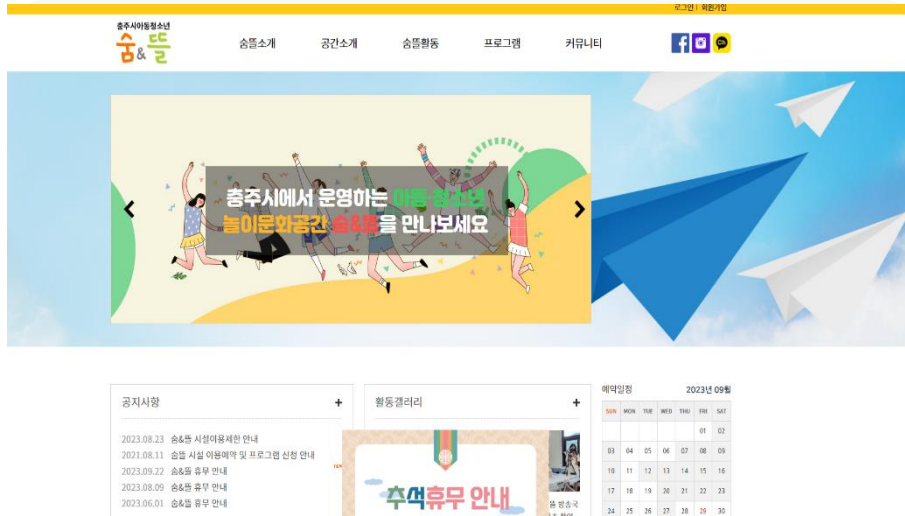 로그인 | 회원가입
충주시아동청소년
숨&뜰
숨뜰소개 공간소개 숨뜰활동 프로그램 커뮤니티
f Ch
충주시에서 운영하는 아동·청소년
놀이문화공간 숨&뜰을 만나보세요
공지사항 +
2023.08.23 숨&뜰 시설이용제한 안내
2021.08.11 숨뜰 시설 이용예약 및 프로그램 신청 안내
2023.09.22 숨&뜰 휴무 안내
2023.08.09 숨&뜰 휴무 안내
2023.06.01 숨&뜰 휴무 안내
활동갤러리 +
추석휴무 안내
뜰 방송국
예약일정 2023년 09월
SUN MON TUE WED THU FRI SAT
01 02
03 04 05 06 07 08 09
10 11 12 13 14 15 16
17 18 19 20 21 22 23
24 25 26 27 28 29 30